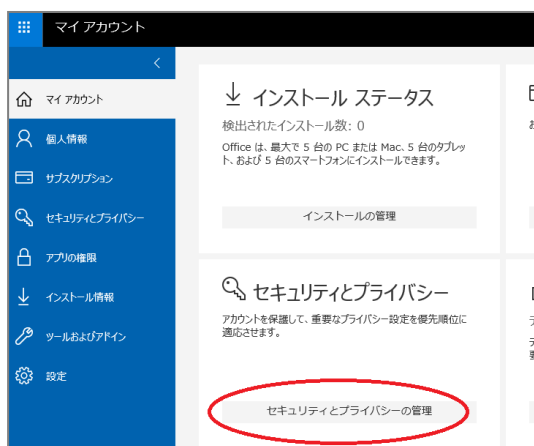 マイ アカウント
マイ アカウント
個人情報
サブスクリプション
セキュリティとプライバシー
アプリの権限
インストール情報
ツールおよびアドイン
設定
インストール ステータス
検出されたインストール数: 0
Office は、最大で 5 台の PC または Mac、5 台のタブレッ
ト、および 5 台のスマートフォンにインストールできます。
インストールの管理
セキュリティとプライバシー
アカウントを保護して、重要なプライバシー設定を優先順位に
適応させます。
セキュリティとプライバシーの管理